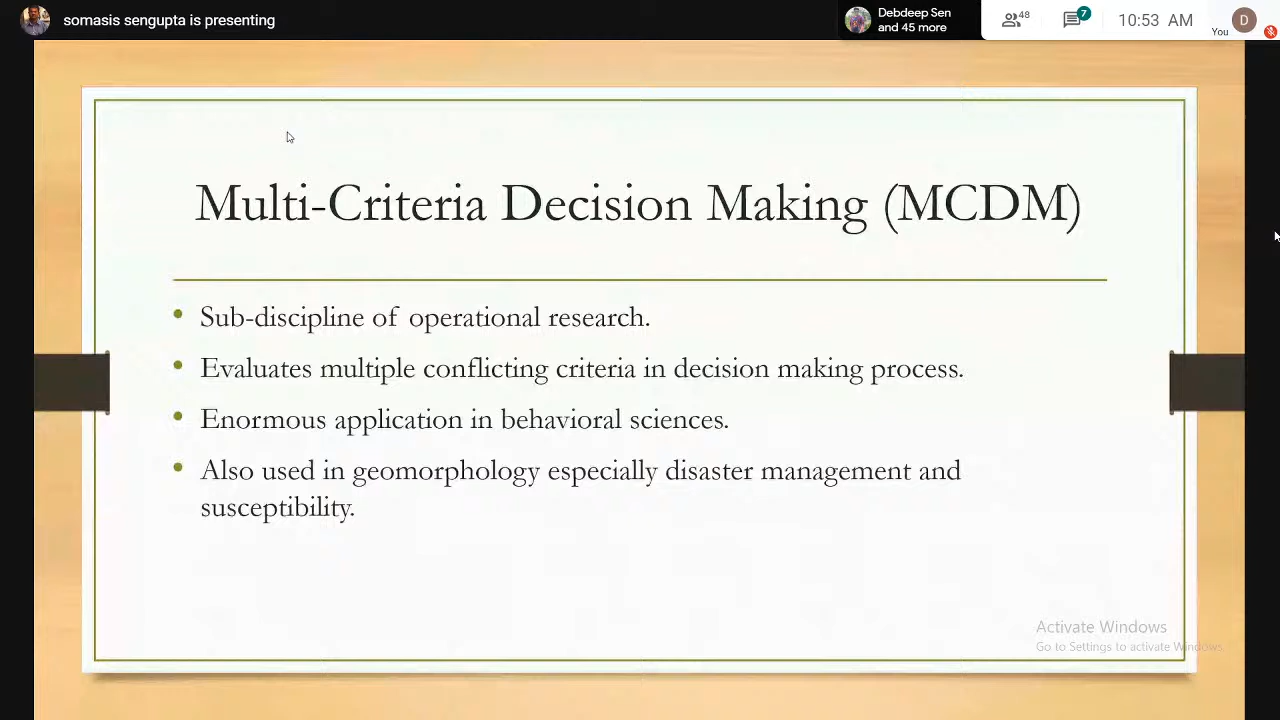 somasis sengupta is presenting
Debdeep Sen
and 45 more
48
7
10:53 AM
You
D
Multi-Criteria Decision Making (MCDM)
• Sub-discipline of operational research.
• Evaluates multiple conflicting criteria in decision making process.
• Enormous application in behavioral sciences.
• Also used in geomorphology especially disaster management and
susceptibility.
Activate Windows
Go to Settings to activate Windows.